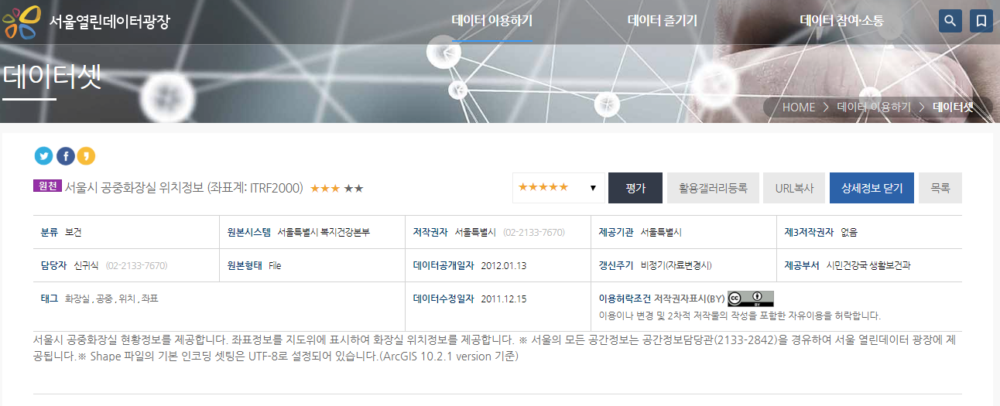 서울열린데이터광장
데이터 이용하기 데이터 즐기기 데이터 참여·소통
데이터셋
HOME > 데이터 이용하기 > 데이터셋
원천 서울시 공중화장실 위치정보 (좌표계: ITRF2000) ★★★★★
★★★★★ ▼ 평가 활용갤러리등록 URL복사 상세정보 닫기 목록
분류 보건 원본시스템 서울특별시 복지건강본부 저작권자 서울특별시 (02-2133-7670) 제공기관 서울특별시 제3저작권자 없음
담당자 신귀식 (02-2133-7670) 원본형태 File 데이터공개일자 2012.01.13 갱신주기 비정기(자료변경시) 제공부서 시민건강국 생활보건과
태그 화장실 , 공중 , 위치 , 좌표 데이터수정일자 2011.12.15 이용허락조건 저작권자표시(BY) cc BY
이용이나 변경 및 2차적 저작물의 작성을 포함한 자유이용을 허락합니다.
서울시 공중화장실 현황정보를 제공합니다. 좌표정보를 지도위에 표시하여 화장실 위치정보를 제공합니다. ※ 서울의 모든 공간정보는 공간정보담당관(2133-2842)을 경유하여 서울 열린데이터 광장에 제
공됩니다.※ Shape 파일의 기본 인코딩 셋팅은 UTF-8로 설정되어 있습니다.(ArcGIS 10.2.1 version 기준)